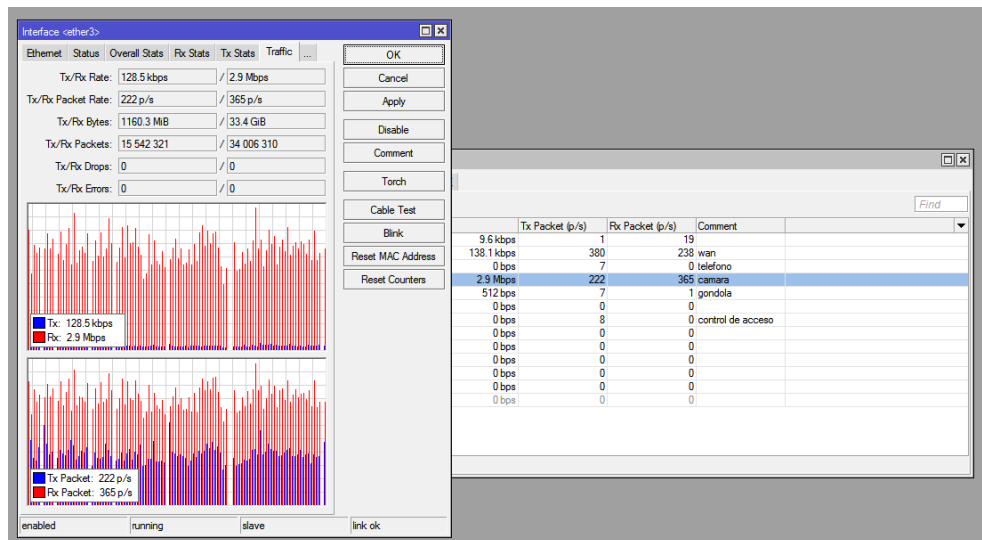 Interface <ether3>
Ethernet Status Overall Stats Rx Stats Tx Stats Traffic ...
Tx/Rx Rate: 128.5 kbps / 2.9 Mbps
Tx/Rx Packet Rate: 222 p/s / 365 p/s
Tx/Rx Bytes: 1160.3 MiB / 33.4 GiB
Tx/Rx Packets: 15 542 321 / 34 006 310
Tx/Rx Drops: 0 / 0
Tx/Rx Errors: 0 / 0
Tx: 128.5 kbps
Rx: 2.9 Mbps
Tx Packet: 222 p/s
Rx Packet: 365 p/s
enabled running slave link ok
OK
Cancel
Apply
Disable
Comment
Torch
Cable Test
Blink
Reset MAC Address
Reset Counters
Find
Tx Packet (p/s) Rx Packet (p/s) Comment
9.6 kbps 1 19
138.1 kbps 380 238 wan
0 bps 7 0 telefono
2.9 Mbps 222 365 camara
512 bps 7 1 gondola
0 bps 0 0
0 bps 8 0 control de acceso
0 bps 0 0
0 bps 0 0
0 bps 0 0
0 bps 0 0
0 bps 0 0
0 bps 0 0